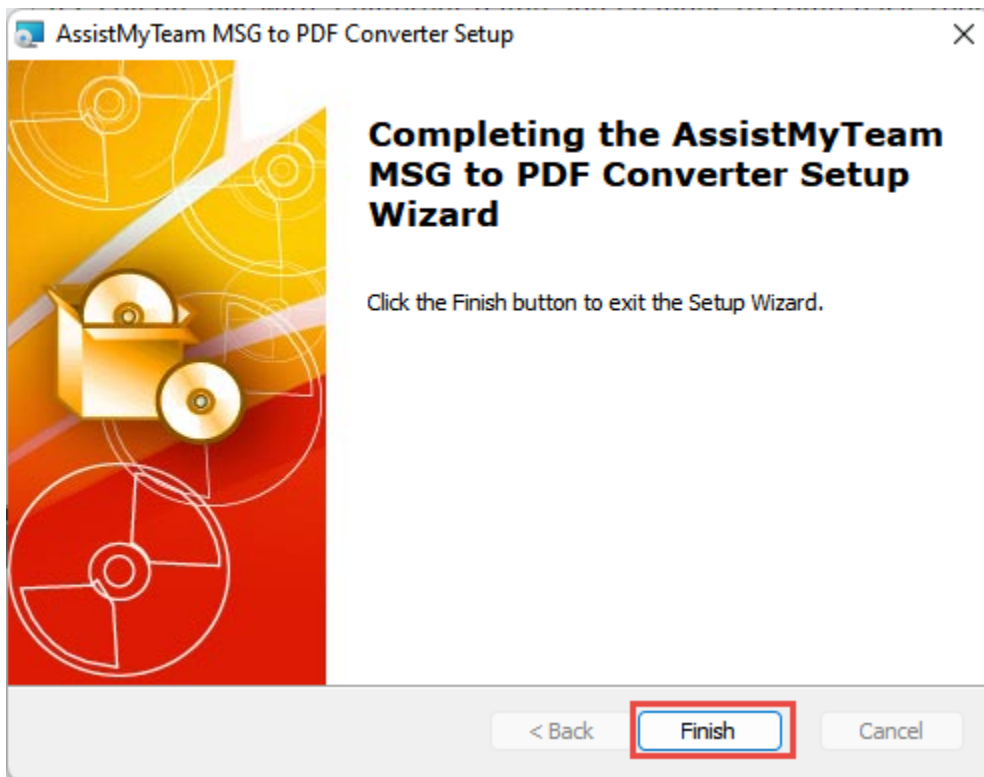 AssistMyTeam MSG to PDF Converter Setup
Completing the AssistMyTeam
MSG to PDF Converter Setup
Wizard
Click the Finish button to exit the Setup Wizard.
< Back
Finish
Cancel